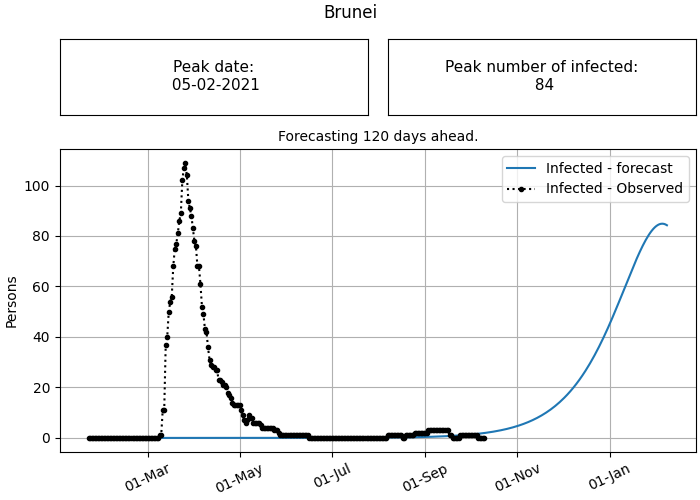 Brunei
Peak date:
05-02-2021
Peak number of infected:
84
Forecasting 120 days ahead.
Infected - forecast
Infected - Observed
Persons
100
80
60
40
20
0
01-Mar
01-May
01-Jul
01-Sep
01-Nov
01-Jan